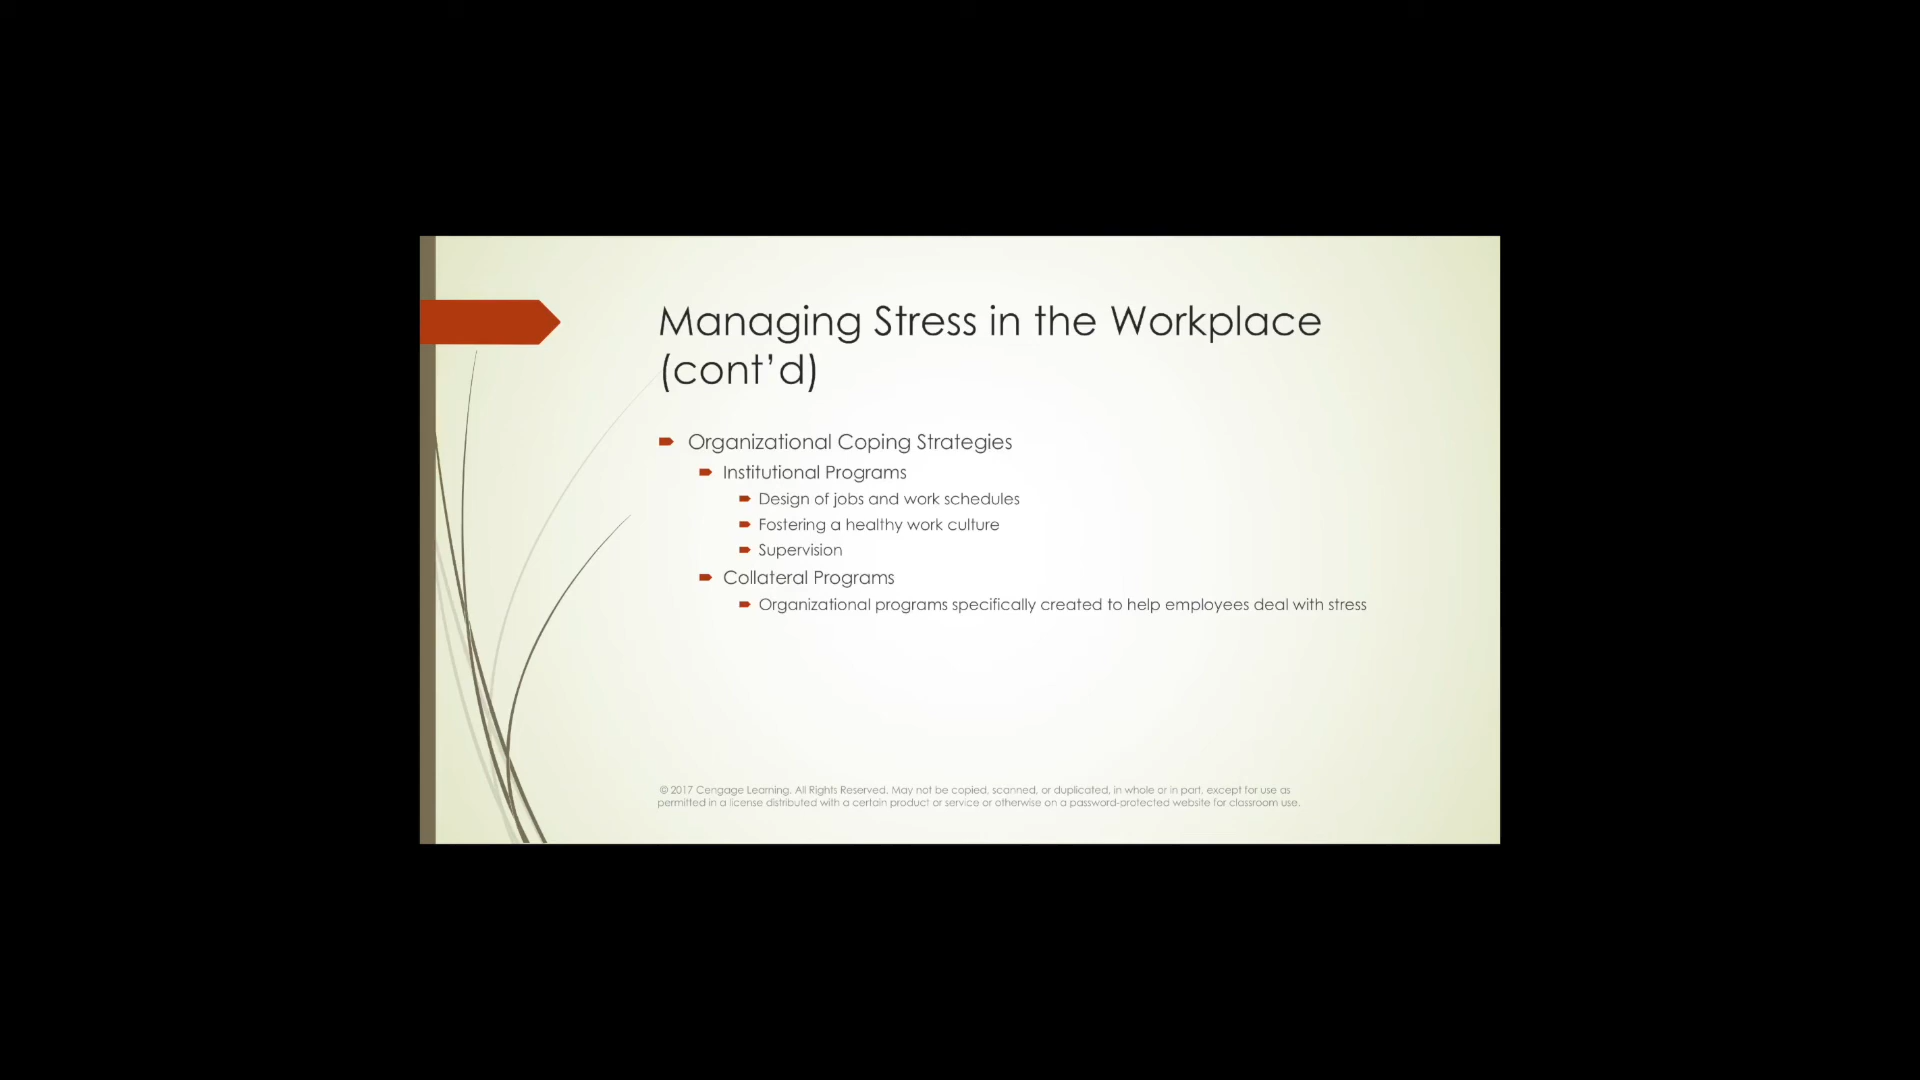 Managing Stress in the Workplace
(cont’d)
Organizational Coping Strategies
Institutional Programs
Design of jobs and work schedules
Fostering a healthy work culture
Supervision
Collateral Programs
Organizational programs specifically created to help employees deal with stress
© 2017 Cengage Learning. All Rights Reserved. May not be copied, scanned, or duplicated, in whole or in part, except for use as
permitted in a license distributed with a certain product or service or otherwise on a password-protected website for classroom use.